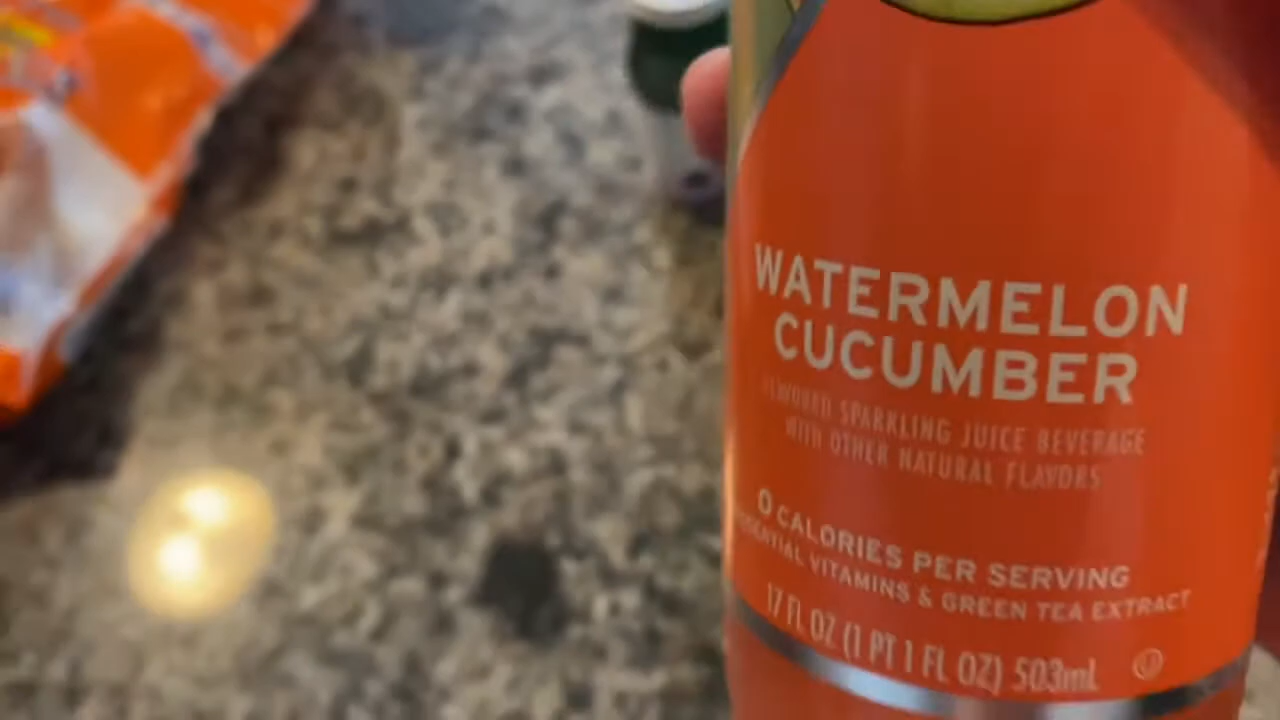 WATERMELON
CUCUMBER
FLAVORED SPARKLING JUICE BEVERAGE
WITH OTHER NATURAL FLAVORS
0 CALORIES PER SERVING
ESSENTIAL VITAMINS & GREEN TEA EXTRACT
17 FL OZ (1 PT 1 FL OZ) 503mL
U